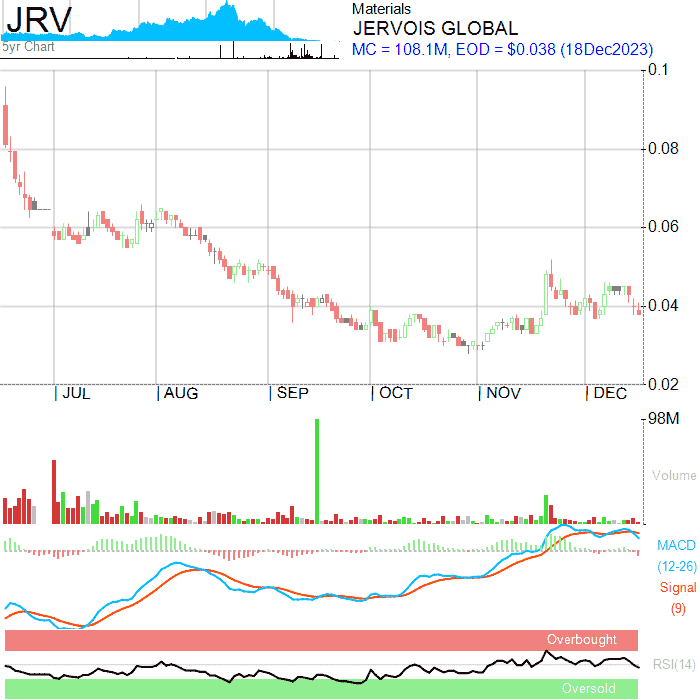 JRV
5yr Chart
Materials
JERVOIS GLOBAL
MC = 108.1M, EOD = $0.038 (18Dec2023)
0.1
0.08
0.06
0.04
0.02
JUL AUG SEP OCT NOV DEC
98M
Volume
MACD
(12-26)
Signal
(9)
Overbought
RSI(14)
Oversold